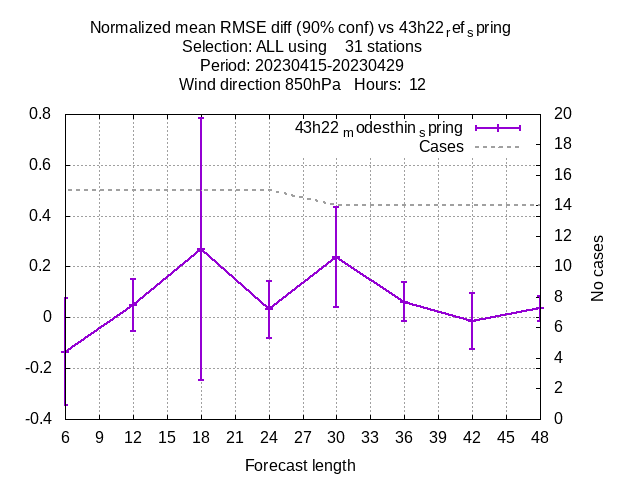 Normalized mean RMSE diff (90% conf) vs 43h22refspring
Selection: ALL using 31 stations
Period: 20230415-20230429
Wind direction 850hPa Hours: 12
0.8 20
43h22modesthinspring
18
Cases
0.6 16
0.4 14
12
0.2 10
No cases
8
0
6
-0.2 4
2
-0.4 0
6 9 12 15 18 21 24 27 30 33 36 39 42 45 48
Forecast length